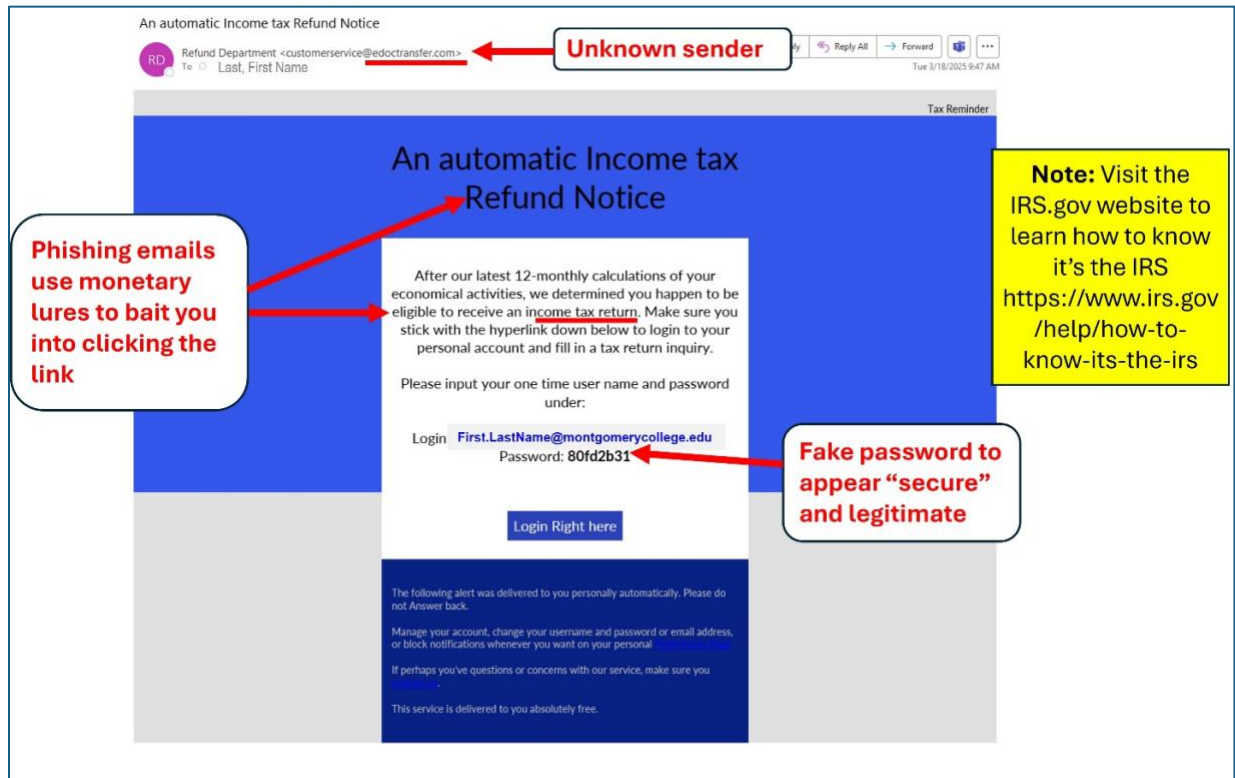 An automatic Income tax Refund Notice
RD
Refund Department <customerservice@edoctransfer.com>
To Last, First Name
Unknown sender
Reply All
Forward
Tue 3/18/2025 9:47 AM
Tax Reminder
An automatic Income tax
Refund Notice
Note: Visit the
IRS.gov website to
learn how to know
it's the IRS
https://www.irs.gov
/help/how-to-
know-its-the-irs
Phishing emails
use monetary
lures to bait you
into clicking the
link
After our latest 12-monthly calculations of your
economical activities, we determined you happen to be
eligible to receive an income tax return. Make sure you
stick with the hyperlink down below to login to your
personal account and fill in a tax return inquiry.
Please input your one time user name and password
under:
Login First.LastName@montgomerycollege.edu
Password: 80fd2b31
Fake password to
appear “secure”
and legitimate
Login Right here
The following alert was delivered to you personally automatically. Please do
not Answer back.
Manage your account, change your username and password or email address,
or block notifications whenever you want on your personal
If perhaps you've questions or concerns with our service, make sure you
This service is delivered to you absolutely free.